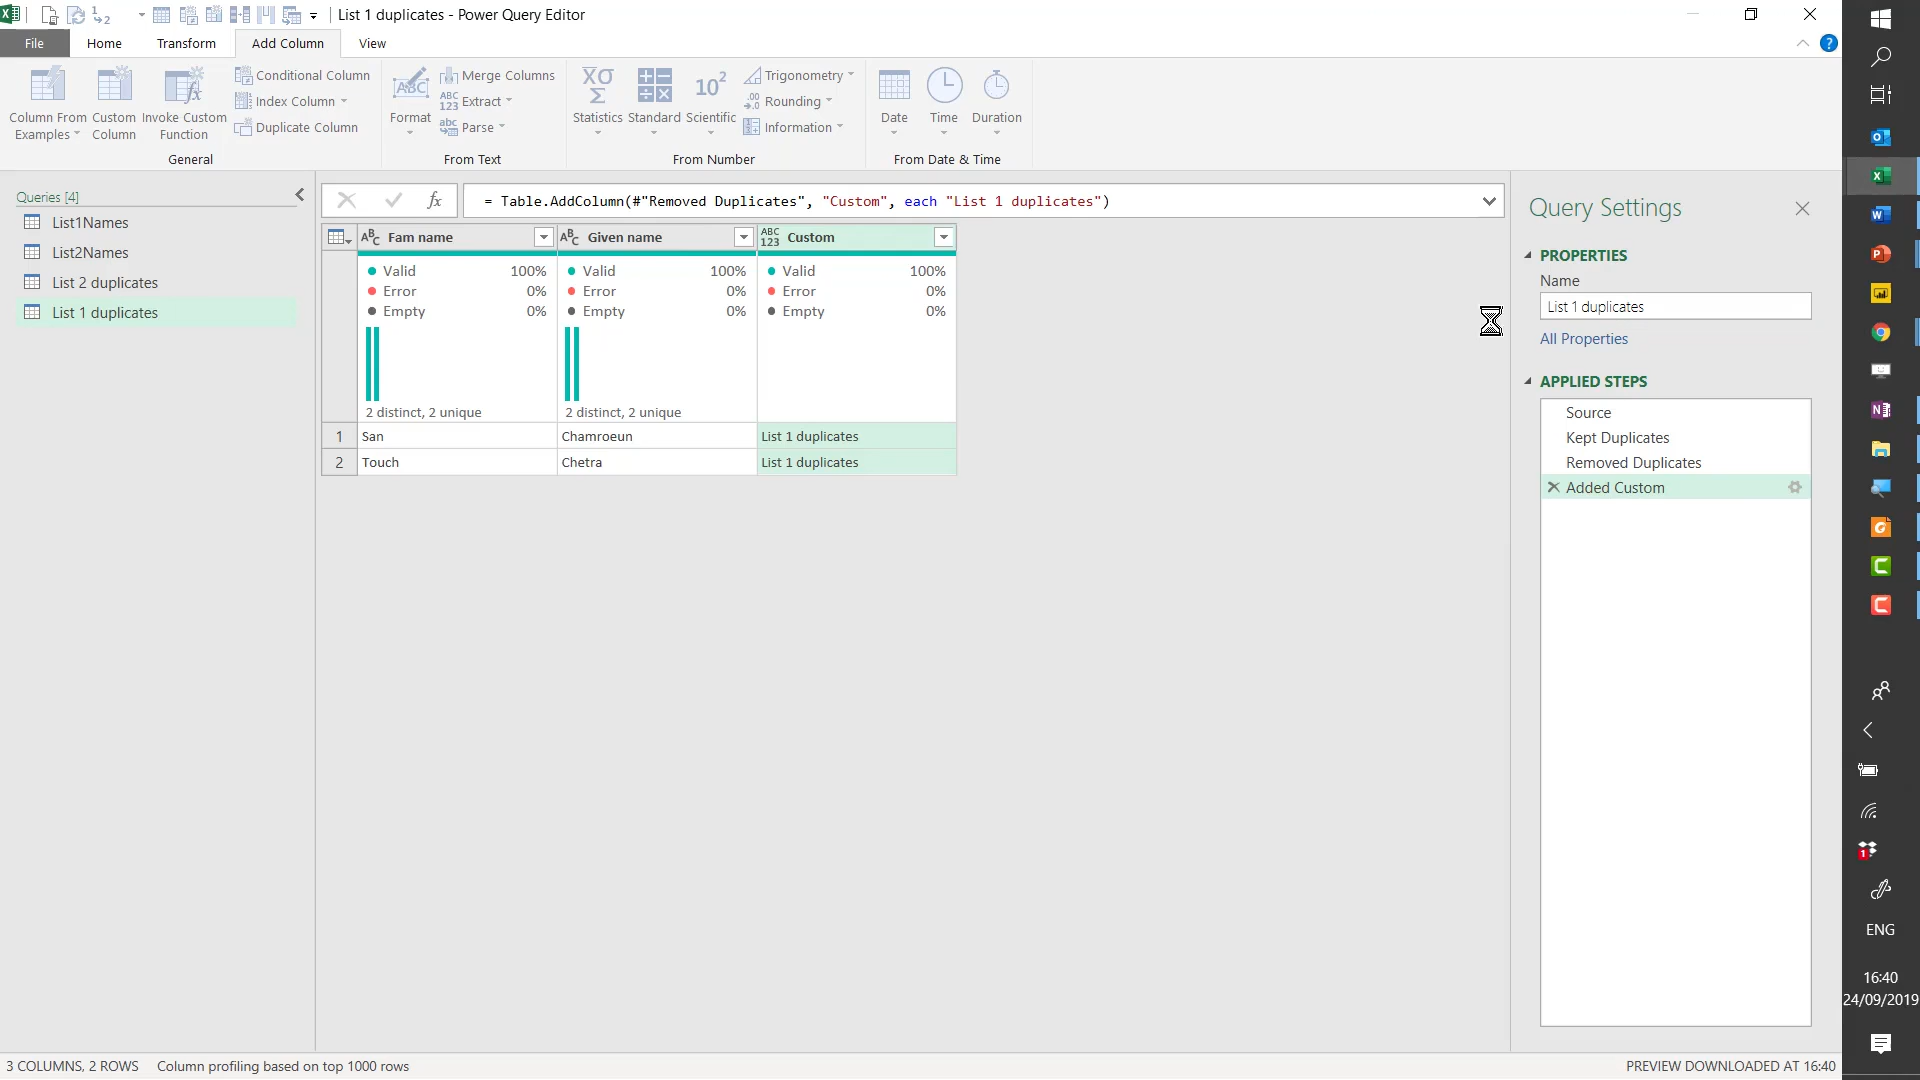 List 1 duplicates - Power Query Editor
File Home Transform Add Column View
Column From Examples
Custom Column
Invoke Custom Function
Conditional Column
Index Column
Duplicate Column
General
Format
Merge Columns
Extract
Parse
From Text
Statistics
Standard
Scientific
Trigonometry
Rounding
Information
From Number
Date
Time
Duration
From Date & Time
Queries [4]
List1Names
List2Names
List 2 duplicates
List 1 duplicates
= Table.AddColumn(#"Removed Duplicates", "Custom", each "List 1 duplicates")
Fam name Given name Custom
Valid 100% Valid 100% Valid 100%
Error 0% Error 0% Error 0%
Empty 0% Empty 0% Empty 0%
2 distinct, 2 unique 2 distinct, 2 unique
1 San Chamroeun List 1 duplicates
2 Touch Chetra List 1 duplicates
Query Settings
PROPERTIES
Name
List 1 duplicates
All Properties
APPLIED STEPS
Source
Kept Duplicates
Removed Duplicates
Added Custom
ENG
16:40
24/09/2019
3 COLUMNS, 2 ROWS Column profiling based on top 1000 rows
PREVIEW DOWNLOADED AT 16:40